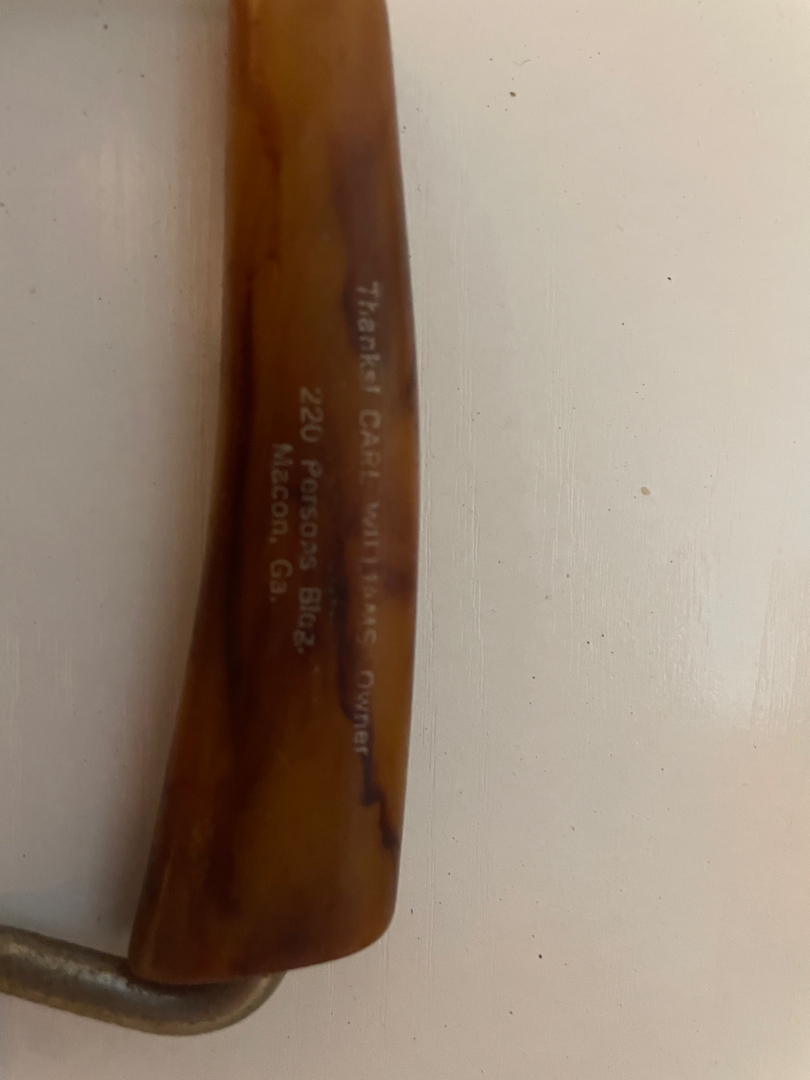 Thanks! CARL WILLIAMS Owner
220 Persons Bldg.
Macon, Ga.